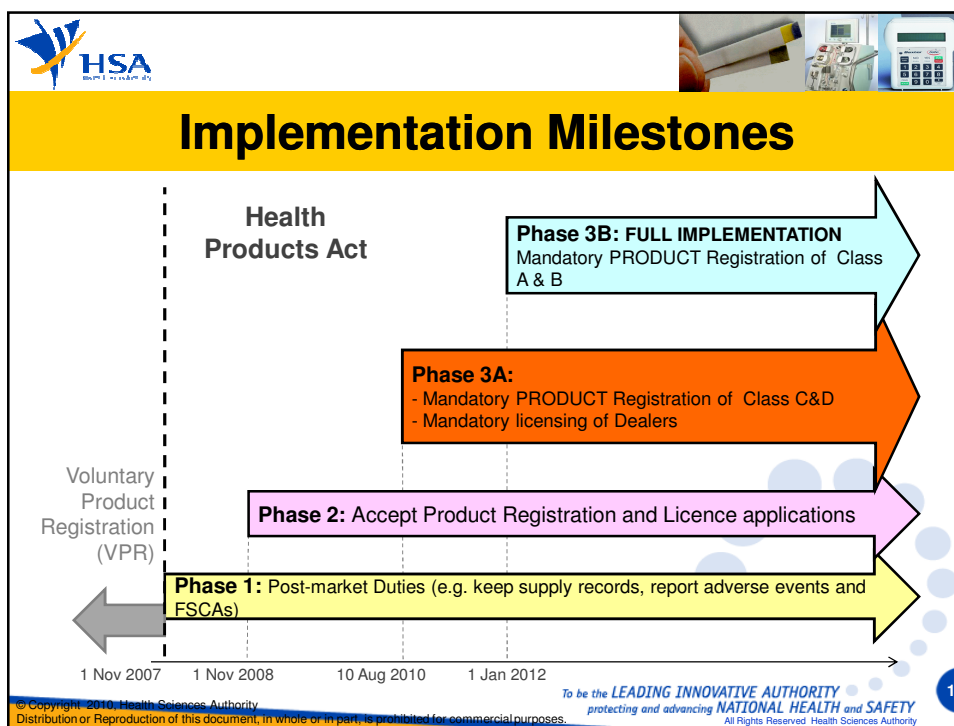 HSA
Implementation Milestones
Health
Products Act
Phase 3B: FULL IMPLEMENTATION
Mandatory PRODUCT Registration of Class
A & B
Phase 3A:
- Mandatory PRODUCT Registration of Class C&D
- Mandatory licensing of Dealers
Voluntary
Product
Registration
(VPR)
Phase 2: Accept Product Registration and Licence applications
Phase 1: Post-market Duties (e.g. keep supply records, report adverse events and
FSCAs)
1 Nov 2007
1 Nov 2008
10 Aug 2010
1 Jan 2012
© Copyright 2010, Health Sciences Authority
Distribution or Reproduction of this document, in whole or in part, is prohibited for commercial purposes.
To be the LEADING INNOVATIVE AUTHORITY
protecting and advancing NATIONAL HEALTH and SAFETY
All Rights Reserved Health Sciences Authority
1